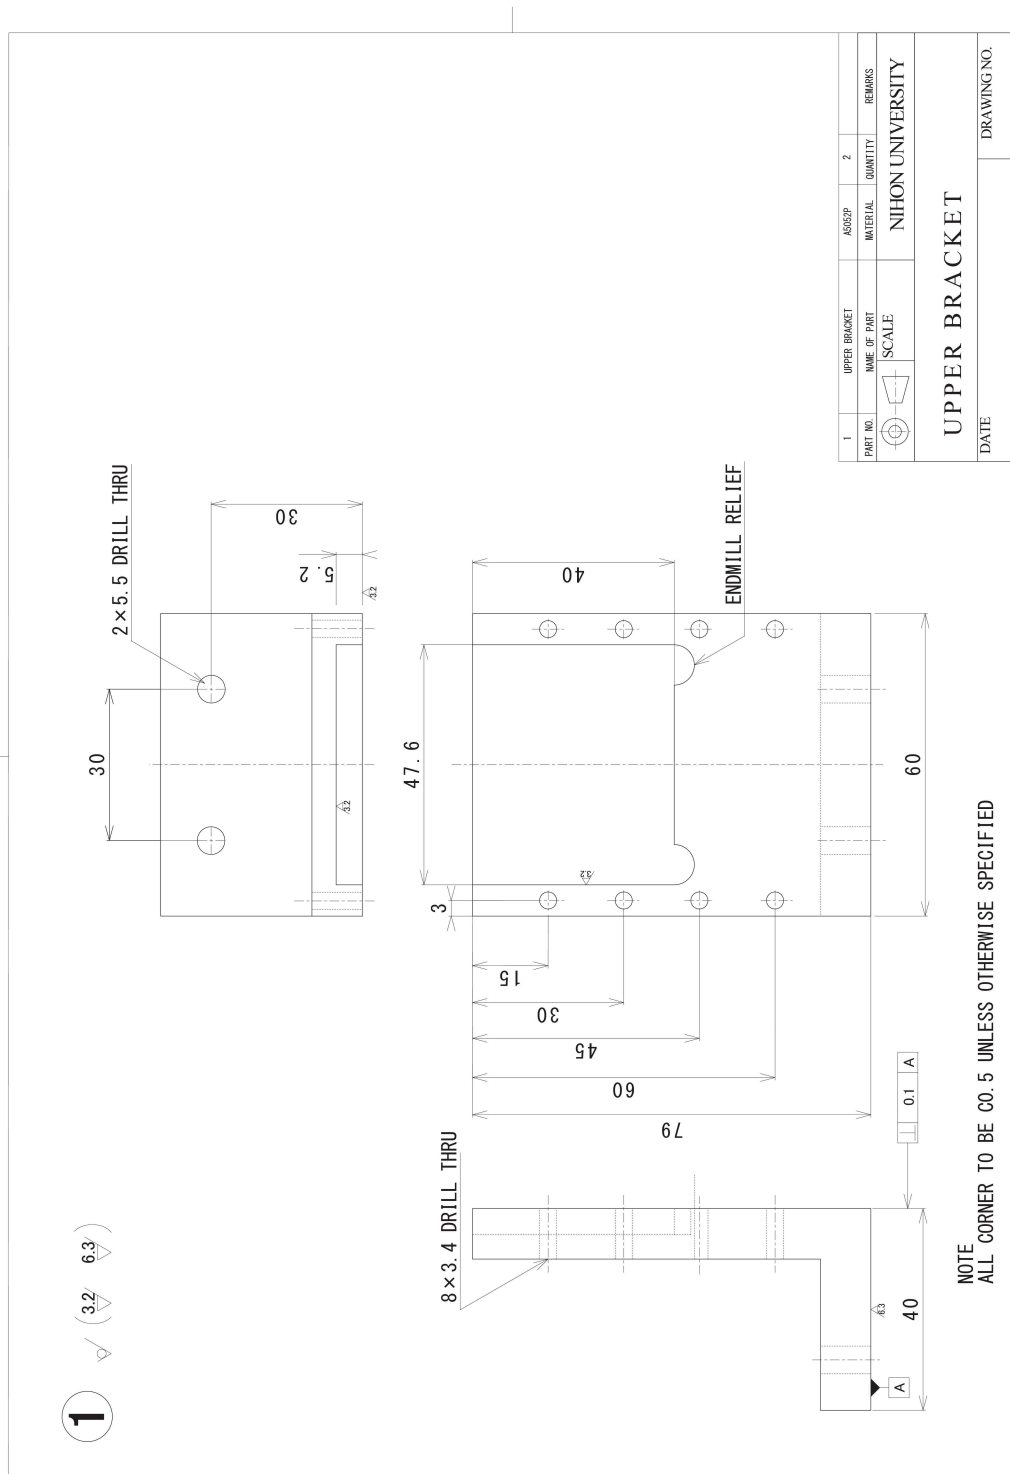 1
( 3.2 6.3 )
8×3.4 DRILL THRU
A
40
6.3
0.1 A
79
60
45
30
15
3
47.6
3.2
40
60
ENDMILL RELIEF
30
2×5.5 DRILL THRU
30
5.2
3.2
3.2
NOTE
ALL CORNER TO BE C0.5 UNLESS OTHERWISE SPECIFIED
1 UPPER BRACKET A5052P 2
PART NO. NAME OF PART MATERIAL QUANTITY REMARKS
SCALE NIHON UNIVERSITY
UPPER BRACKET
DATE DRAWING NO.